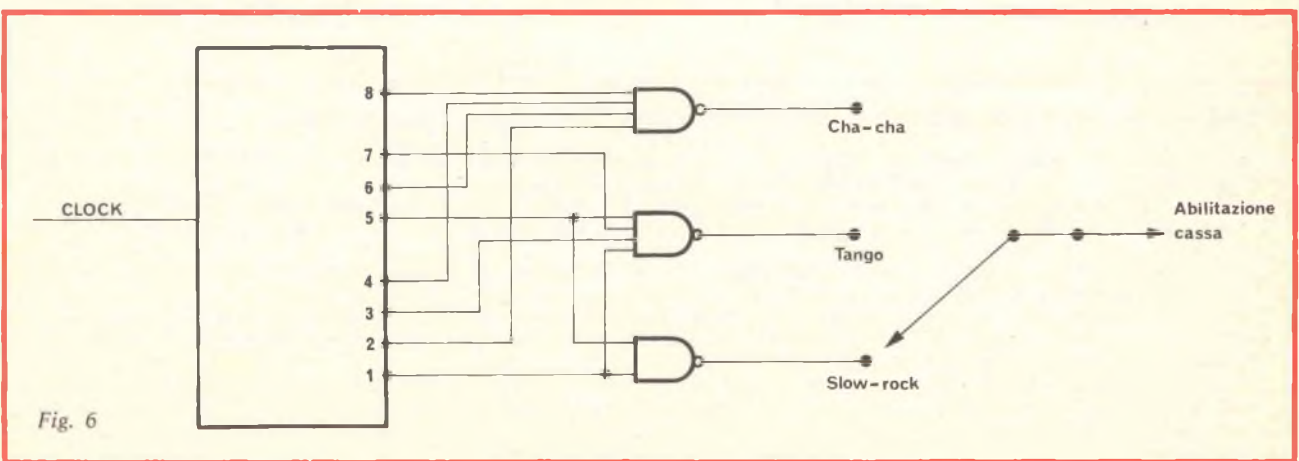 CLOCK
8
7
6
5
4
3
2
1
Cha-cha
Tango
Slow-rock
Abilitazione
cassa
Fig. 6